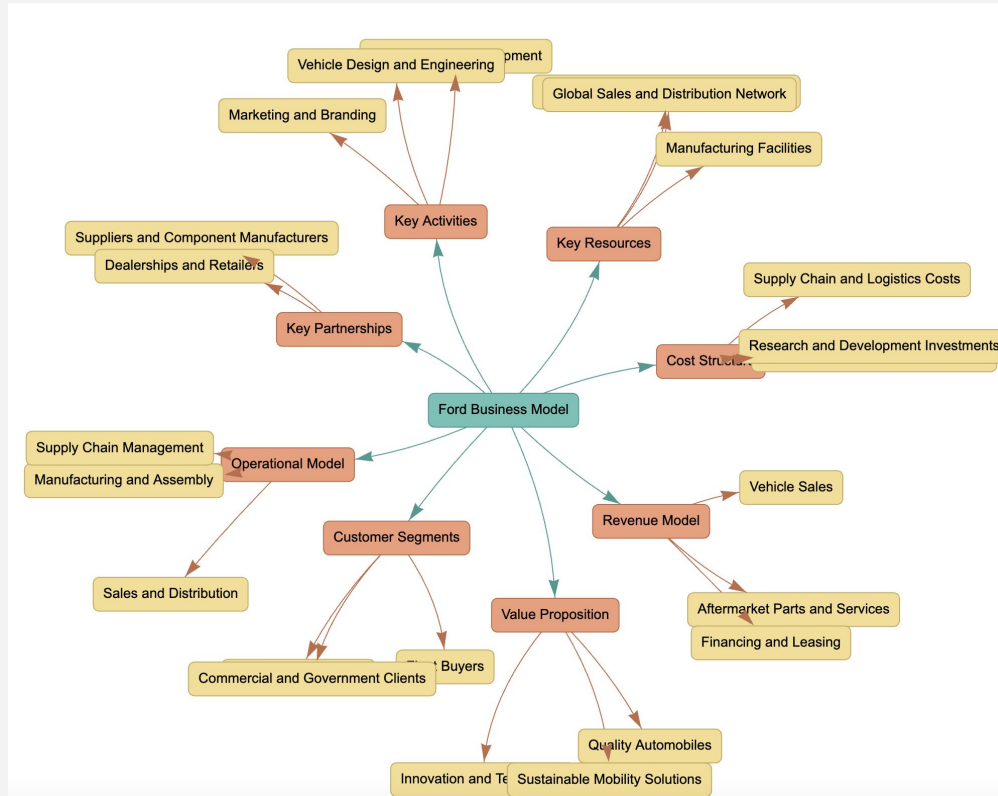 pment
Vehicle Design and Engineering
Global Sales and Distribution Network
Marketing and Branding
Manufacturing Facilities
Key Activities
Suppliers and Component Manufacturers
Key Resources
Dealerships and Retailers
Supply Chain and Logistics Costs
Key Partnerships
Research and Development Investments
Cost Structur
Ford Business Model
Supply Chain Management
Operational Model
Manufacturing and Assembly
Vehicle Sales
Revenue Model
Customer Segments
Sales and Distribution
Aftermarket Parts and Services
Value Proposition
Financing and Leasing
Buyers
Commercial and Government Clients
Quality Automobiles
Innovation and Te
Sustainable Mobility Solutions